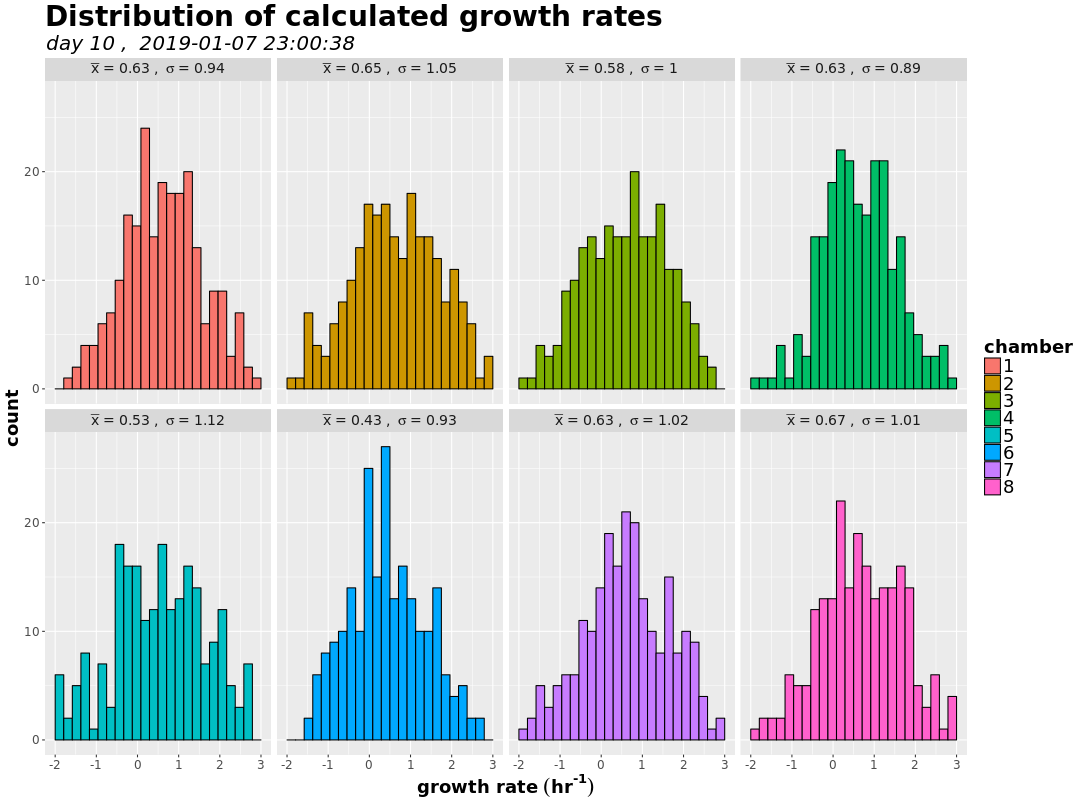 Distribution of calculated growth rates
day 10 ,  2019-01-07 23:00:38
x̅ = 0.63 ,  σ = 0.94
x̅ = 0.65 ,  σ = 1.05
x̅ = 0.58 ,  σ = 1
x̅ = 0.63 ,  σ = 0.89
20
10
0
x̅ = 0.53 ,  σ = 1.12
x̅ = 0.43 ,  σ = 0.93
x̅ = 0.63 ,  σ = 1.02
x̅ = 0.67 ,  σ = 1.01
20
10
0
-2 -1 0 1 2 3 -2 -1 0 1 2 3 -2 -1 0 1 2 3 -2 -1 0 1 2 3
growth rate (hr⁻¹)
count
chamber
1
2
3
4
5
6
7
8